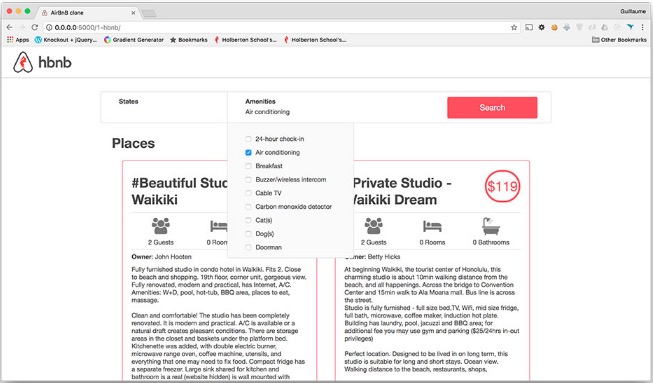 AirBnB clone
Guillaume
0.0.0.0:5000/1-hbnb/
Apps
Knockout + jQuery...
Gradient Generator
Bookmarks
Holberton School's...
Holberton School's...
Other Bookmarks
hbnb
States
Amenities
Air conditioning
Search
Places
24-hour check-in
Air conditioning
Breakfast
Buzzer/wireless intercom
Cable TV
Carbon monoxide detector
Cat(s)
Dog(s)
Doorman
#Beautiful Stud
Waikiki
2 Guests
0 Room
Owner: John Hooten
Fully furnished studio in condo hotel in Waikiki. Fits 2. Close
to beach and shopping. 19th floor, corner unit, gorgeous view.
Fully renovated, modern and practical, has Internet, A/C.
Amenities: W+D, pool, hot-tub, BBQ area, places to eat,
massage.
Clean and comfortable! The studio has been completely
renovated. It is modern and practical. A/C is available or a
natural draft creates pleasant conditions. There are storage
areas in the closet and baskets under the platform bed.
Kitchenette was added, with double electric burner,
microwave range oven, coffee machine, utensils, and
everything that one may need to fix food. Compact fridge has
a separate freezer. Large sink shared for kitchen and
bathroom is a real (website hidden) is wall mounted with
Private Studio -
Waikiki Dream
$119
2 Guests
0 Rooms
0 Bathrooms
Owner: Betty Hicks
At beginning Waikiki, the tourist center of Honolulu, this
charming studio is about 10min walking distance from the
beach, and all happenings. Across the bridge to Convention
Center and 15min walk to Ala Moana mall. Bus line is across
the street.
Studio is fully furnished - full size bed,TV, Wifi, mid size fridge,
full bath, microwave, coffee maker, induction hot plate.
Building has laundry, pool, jacuzzi and BBQ area; for
additional fee you may use gym and parking ($25/24hrs in-out
privileges)
Perfect location. Designed to be lived in on long term, this
studio is suitable for long and short stays. Ocean view.
Walking distance to the beach, restaurants, shops,